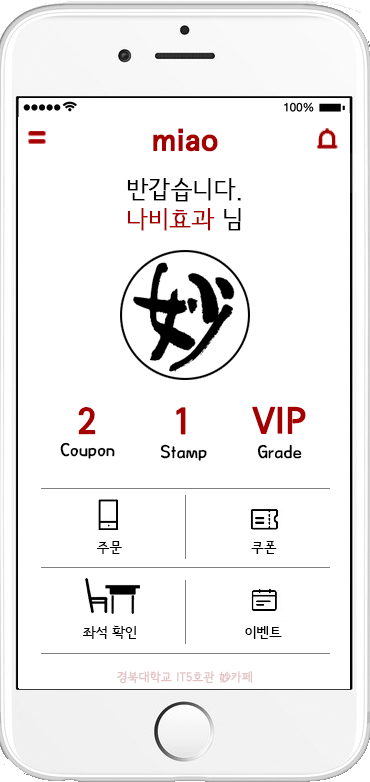 100%
miao
반갑습니다.
나비효과 님
妙
2 1 VIP
Coupon Stamp Grade
주문 쿠폰
좌석 확인 이벤트
경북대학교 IT5호관 妙카페